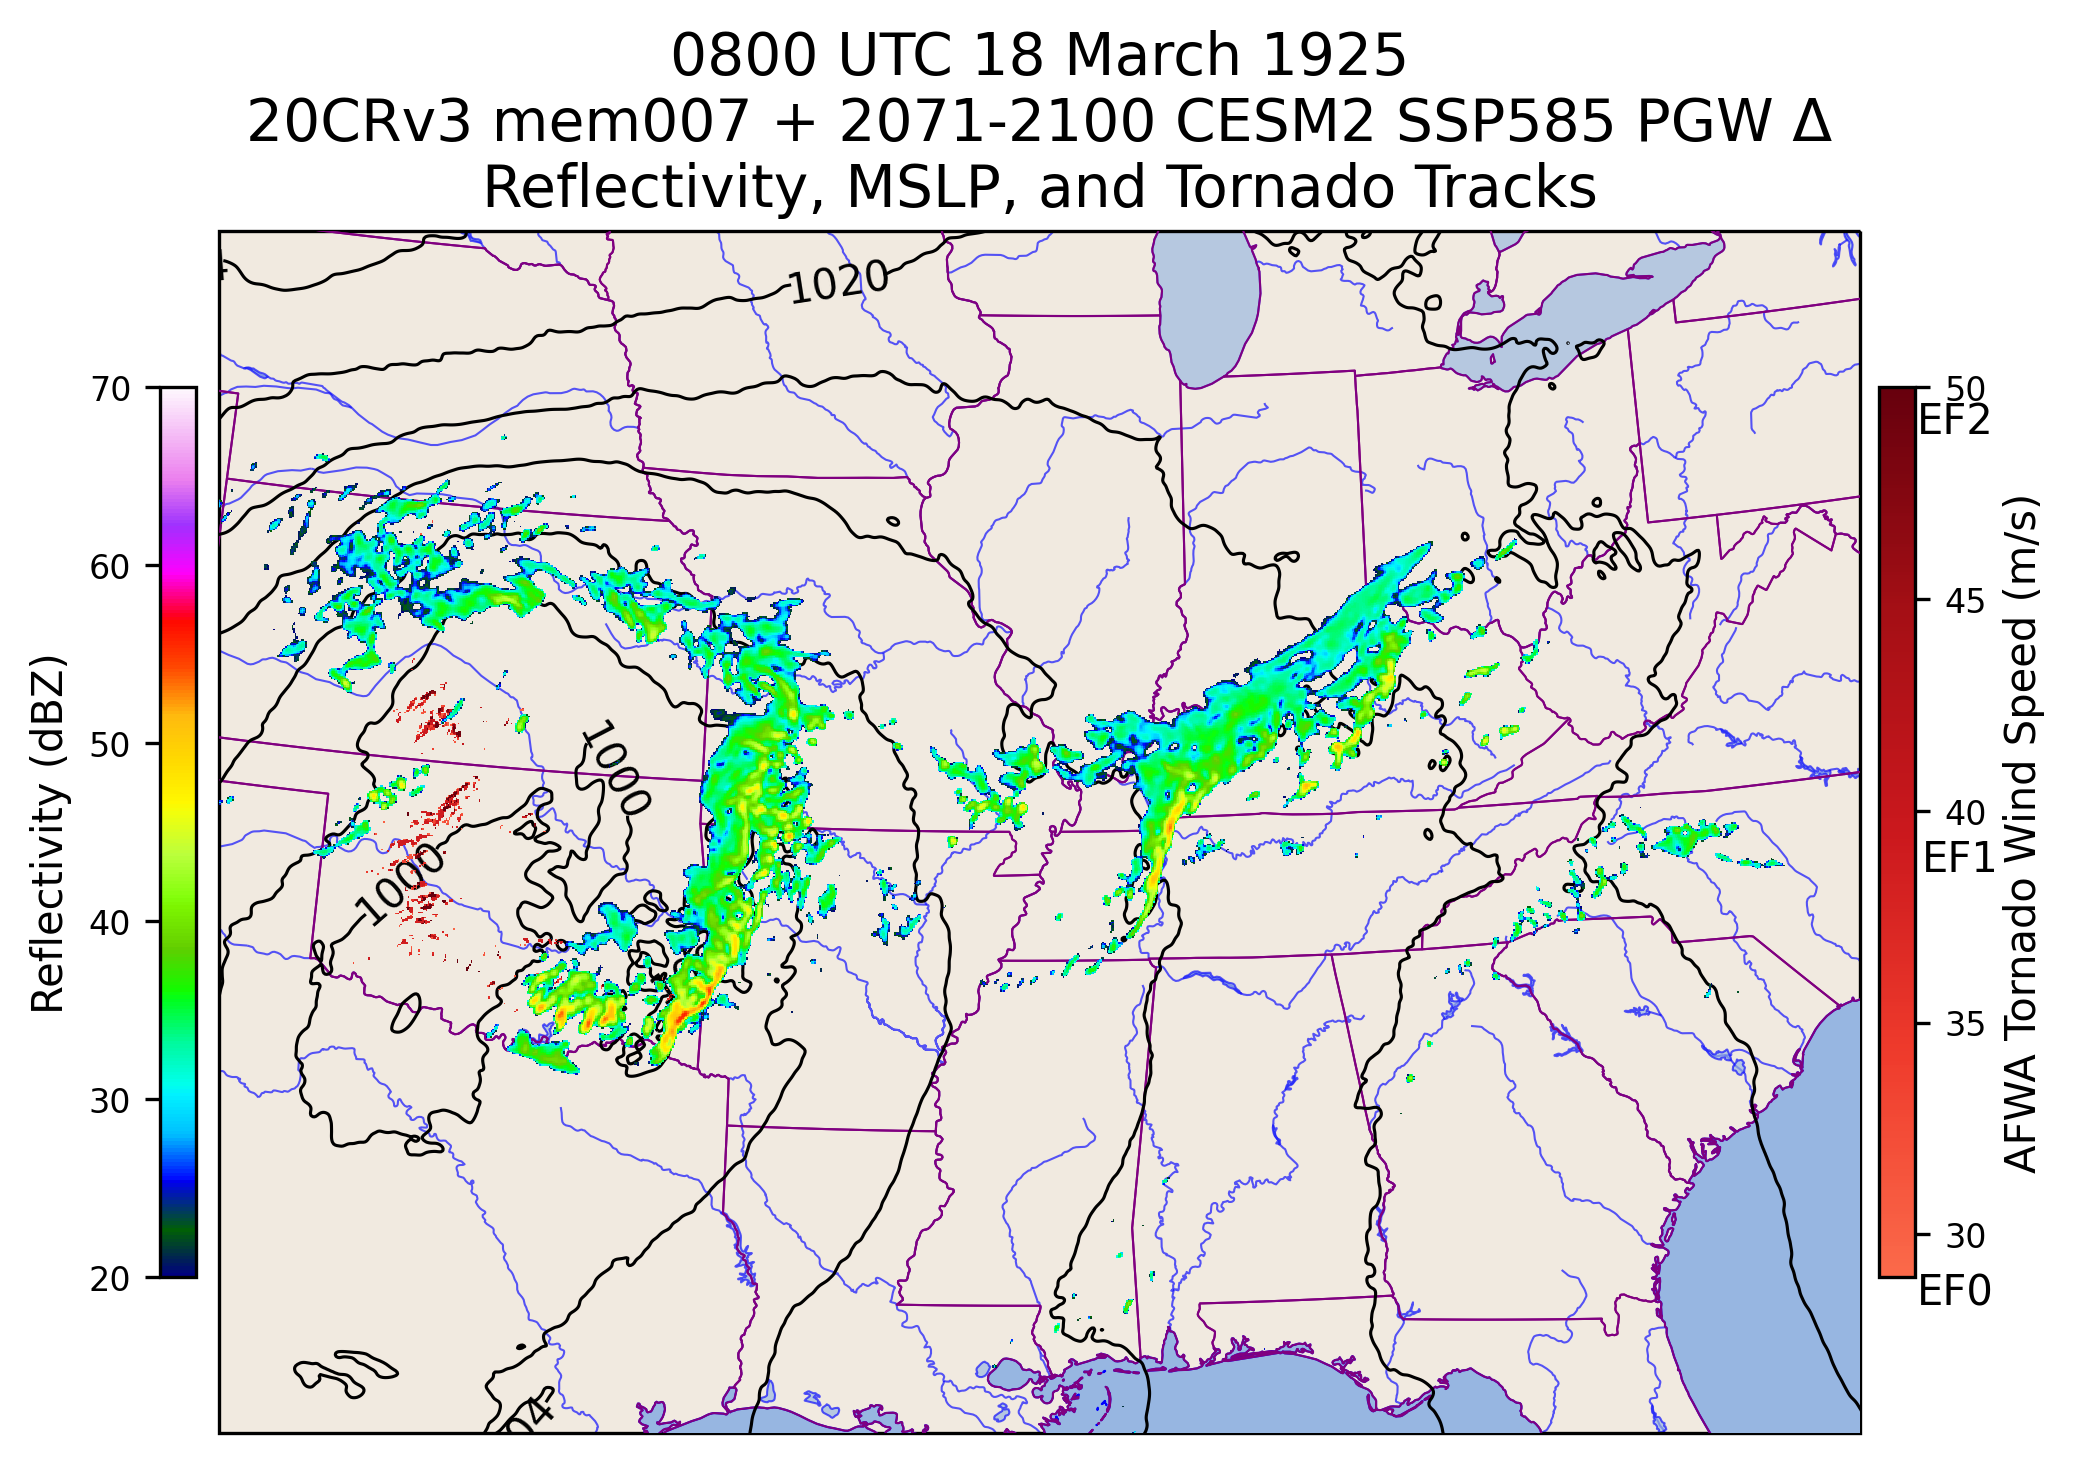 0800 UTC 18 March 1925
20CRv3 mem007 + 2071-2100 CESM2 SSP585 PGW Δ
Reflectivity, MSLP, and Tornado Tracks
1020
1000
1000
04
Reflectivity (dBZ)
70
60
50
40
30
20
50
EF2
45
40
EF1
35
30
EF0
AFWA Tornado Wind Speed (m/s)